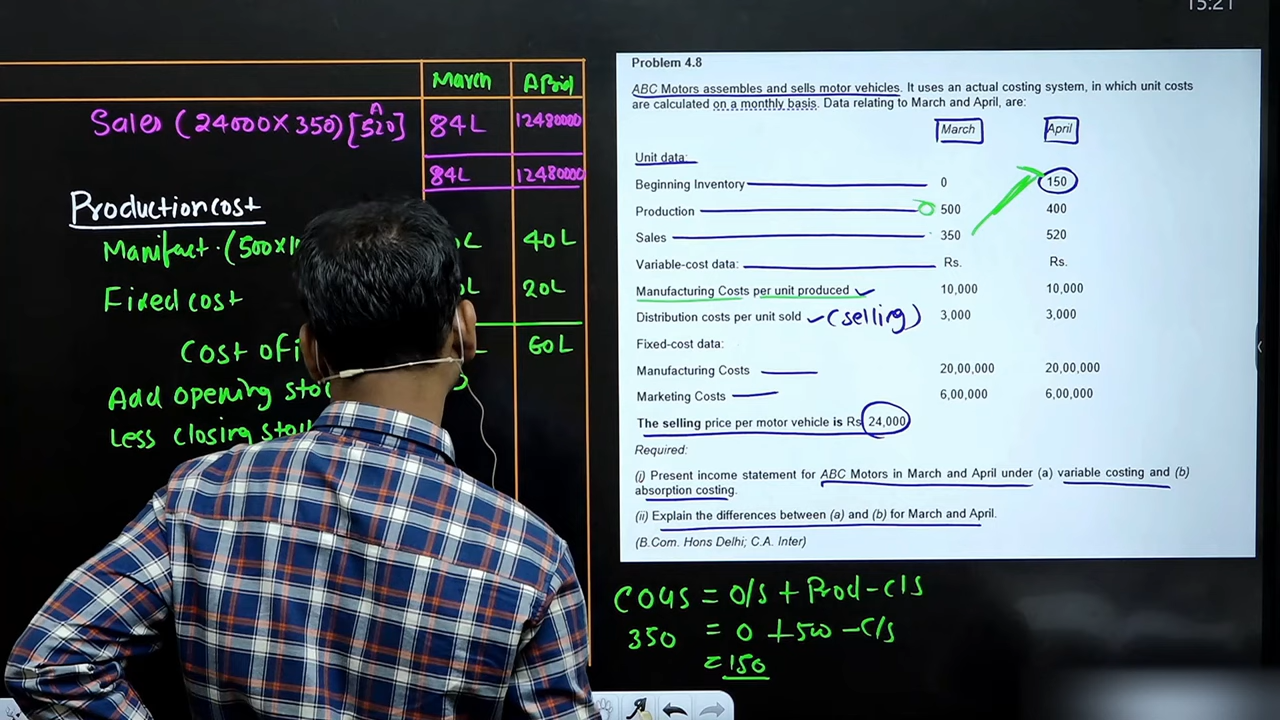 15:21
March April
Sales (24000 × 350) [520] A 84L 12480000
84L 12480000
Production cost
Manifact. (500×1 L 40L
Fixed cost L 20L
Cost of 60L
Add opening sto
Less closing sto
Problem 4.8
ABC Motors assembles and sells motor vehicles. It uses an actual costing system, in which unit costs
are calculated on a monthly basis. Data relating to March and April, are:
March April
Unit data:
Beginning Inventory 0 150
Production 500 400
Sales 350 520
Variable-cost data: Rs. Rs.
Manufacturing Costs per unit produced 10,000 10,000
Distribution costs per unit sold (selling) 3,000 3,000
Fixed-cost data:
Manufacturing Costs 20,00,000 20,00,000
Marketing Costs 6,00,000 6,00,000
The selling price per motor vehicle is Rs 24,000
Required:
(i) Present income statement for ABC Motors in March and April under (a) variable costing and (b)
absorption costing.
(ii) Explain the differences between (a) and (b) for March and April.
(B.Com. Hons Delhi; C.A. Inter)
COGS = O/S + Prod - C/S
350 = 0 + 500 - C/S
= 150